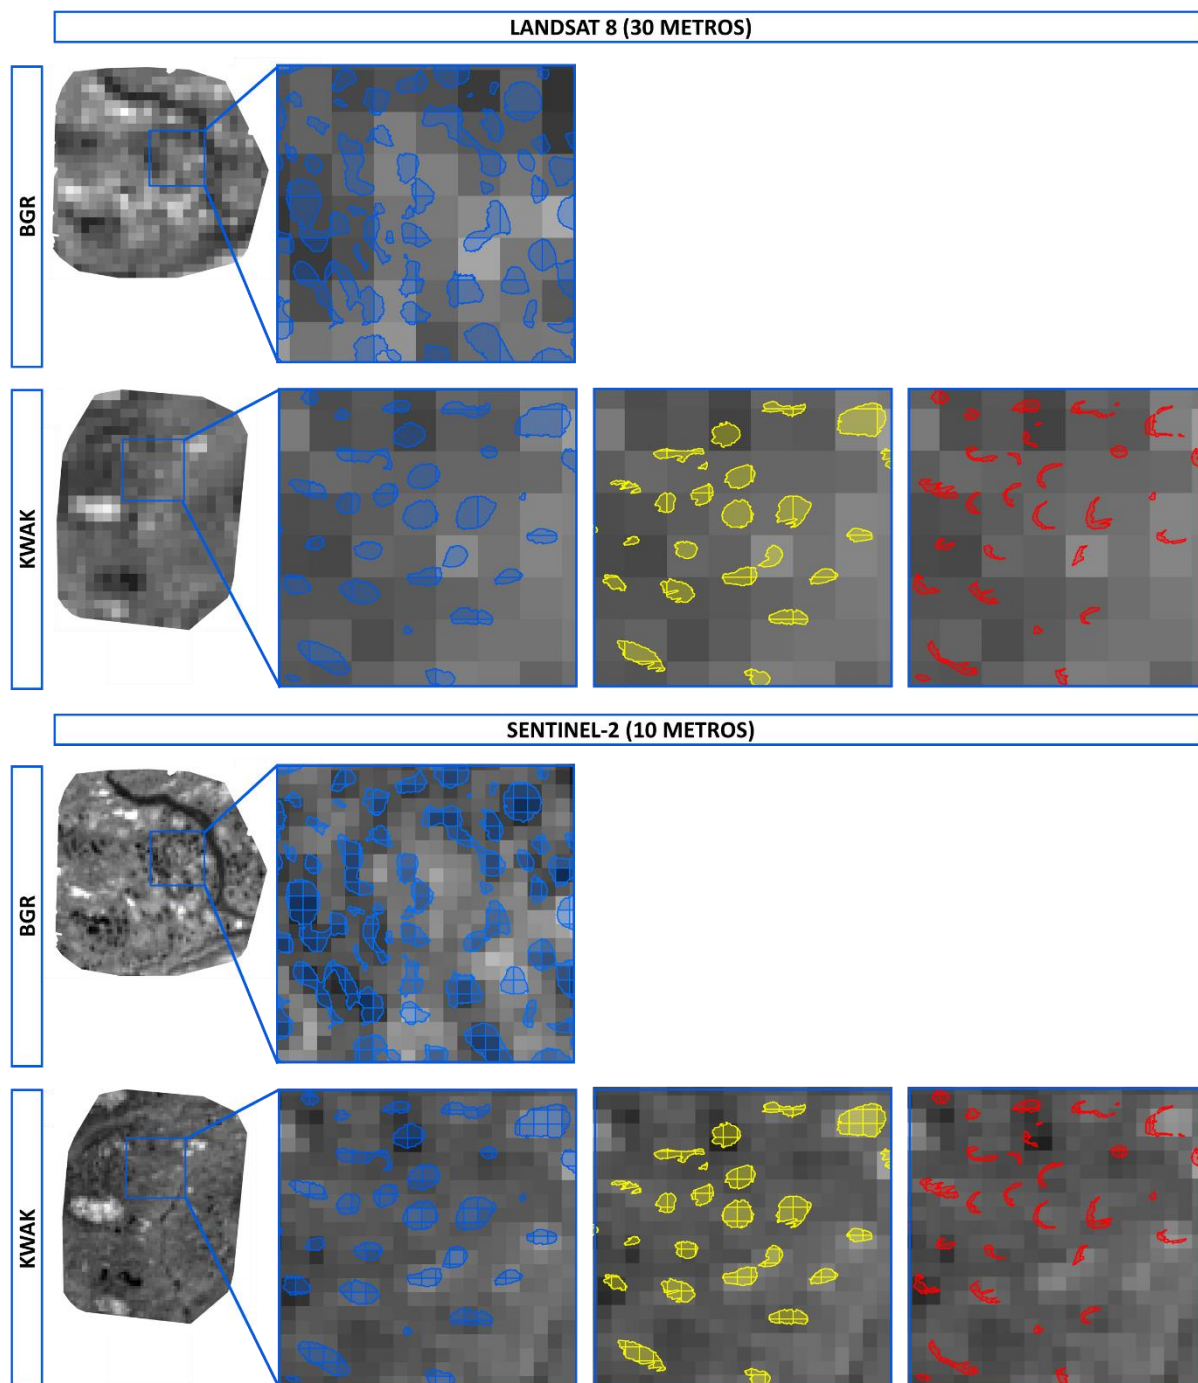 LANDSAT 8 (30 METROS)
BGR
KWAK
SENTINEL-2 (10 METROS)
BGR
KWAK